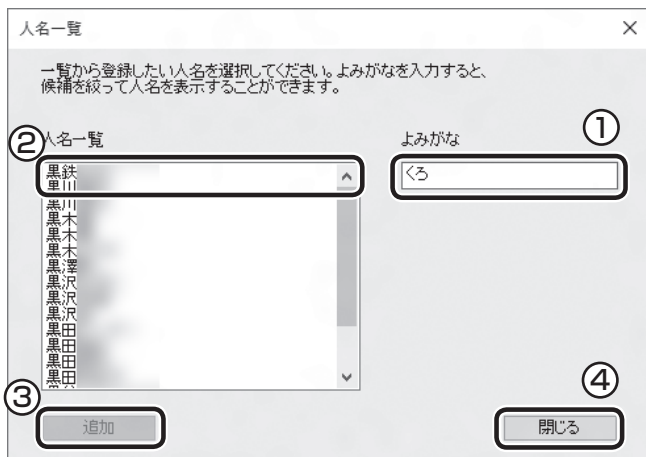 人名一覧
一覧から登録したい人名を選択してください。よみがなを入力すると、
候補を絞って人名を表示することができます。
② 人名一覧
よみがな ①
黒鉄
黒川
黒川
黒木
黒木
黒木
黒澤
黒沢
黒沢
黒沢
黒田
黒田
黒田
黒田
くろ
③ 追加
④ 閉じる